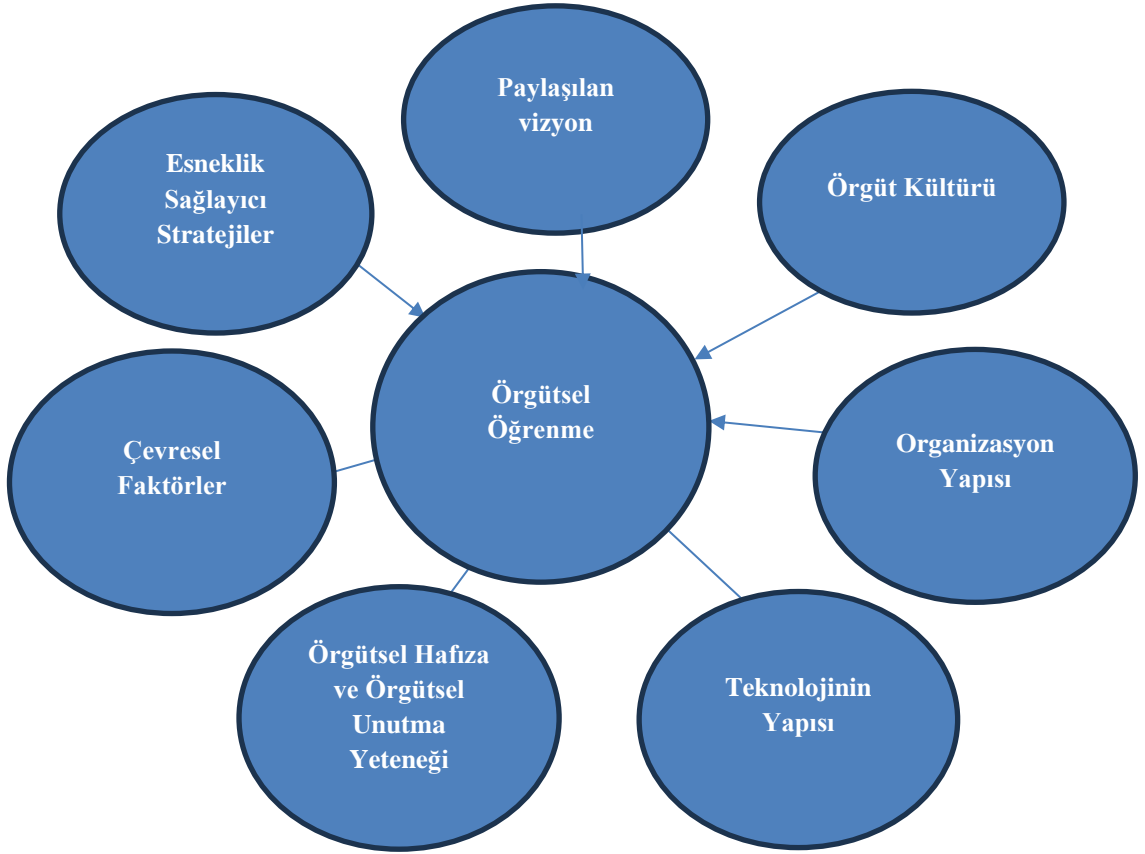 Paylaşılan
vizyon
Esneklik
Sağlayıcı
Stratejiler
Örgüt Kültürü
Örgütsel
Öğrenme
Çevresel
Faktörler
Organizasyon
Yapısı
Örgütsel Hafıza
ve Örgütsel
Unutma
Yeteneği
Teknolojinin
Yapısı